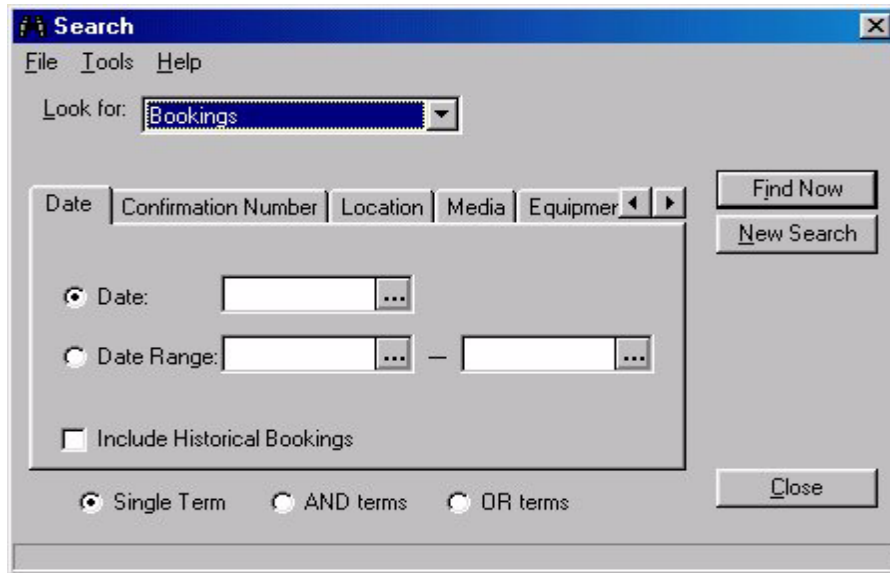 Search
File Tools Help
Look for: Bookings
Date Confirmation Number Location Media Equipmer
Find Now
New Search
Date: ...
Date Range: ... — ...
Include Historical Bookings
Single Term AND terms OR terms
Close